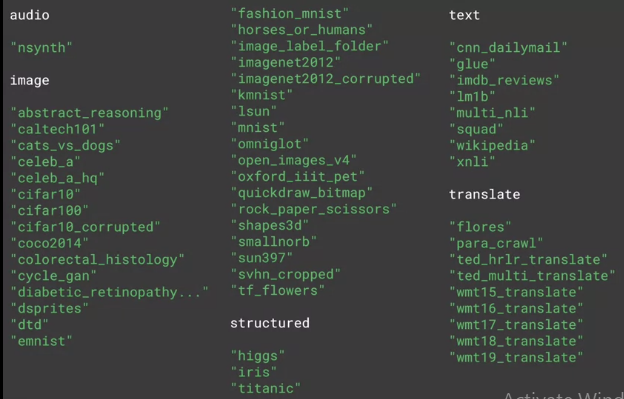 audio
"nsynth"
image
"abstract_reasoning"
"caltech101"
"cats_vs_dogs"
"celeb_a"
"celeb_a_hq"
"cifar10"
"cifar100"
"cifar10_corrupted"
"coco2014"
"colorectal_histology"
"cycle_gan"
"diabetic_retinopathy..."
"dsprites"
"dtd"
"emnist"
"fashion_mnist"
"horses_or_humans"
"image_label_folder"
"imagenet2012"
"imagenet2012_corrupted"
"kmnist"
"lsun"
"mnist"
"omniglot"
"open_images_v4"
"oxford_iiit_pet"
"quickdraw_bitmap"
"rock_paper_scissors"
"shapes3d"
"smallnorb"
"sun397"
"svhn_cropped"
"tf_flowers"
structured
"higgs"
"iris"
"titanic"
text
"cnn_dailymail"
"glue"
"imdb_reviews"
"lm1b"
"multi_nli"
"squad"
"wikipedia"
"xnli"
translate
"flores"
"para_crawl"
"ted_hrlr_translate"
"ted_multi_translate"
"wmt15_translate"
"wmt16_translate"
"wmt17_translate"
"wmt18_translate"
"wmt19_translate"
Activate Wind